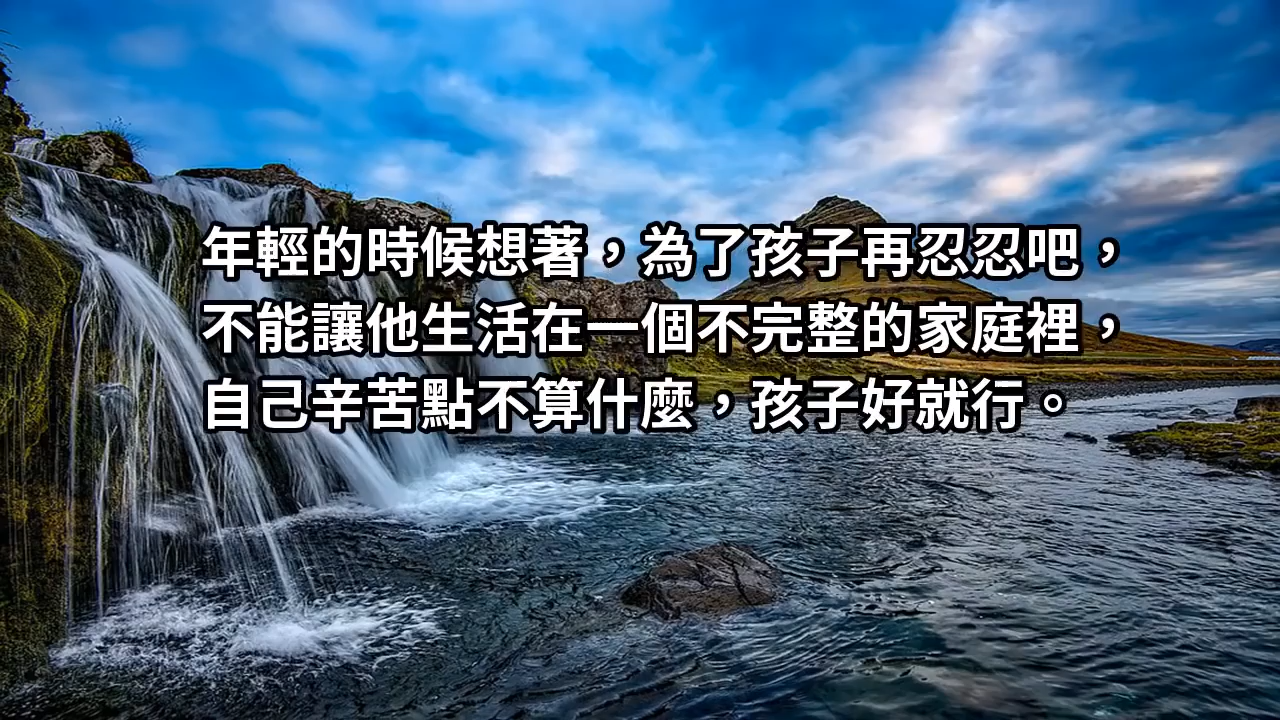 年輕的時候想著，為了孩子再忍忍吧，
不能讓他生活在一個不完整的家庭裡，
自己辛苦點不算什麼，孩子好就行。